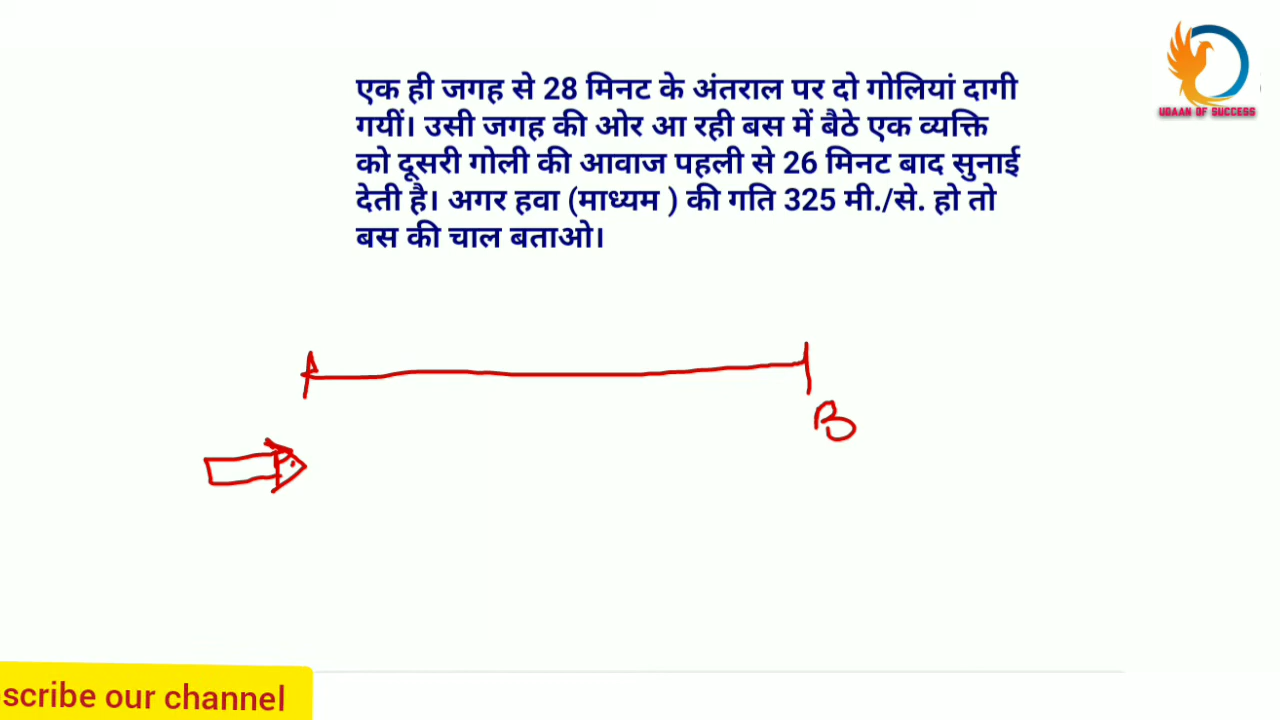 एक ही जगह से 28 मिनट के अंतराल पर दो गोलियां दागी
गयीं। उसी जगह की ओर आ रही बस में बैठे एक व्यक्ति
को दूसरी गोली की आवाज पहली से 26 मिनट बाद सुनाई
देती है। अगर हवा (माध्यम ) की गति 325 मी./से. हो तो
बस की चाल बताओ।
UDAAN OF SUCCESS
A
B
scribe our channel